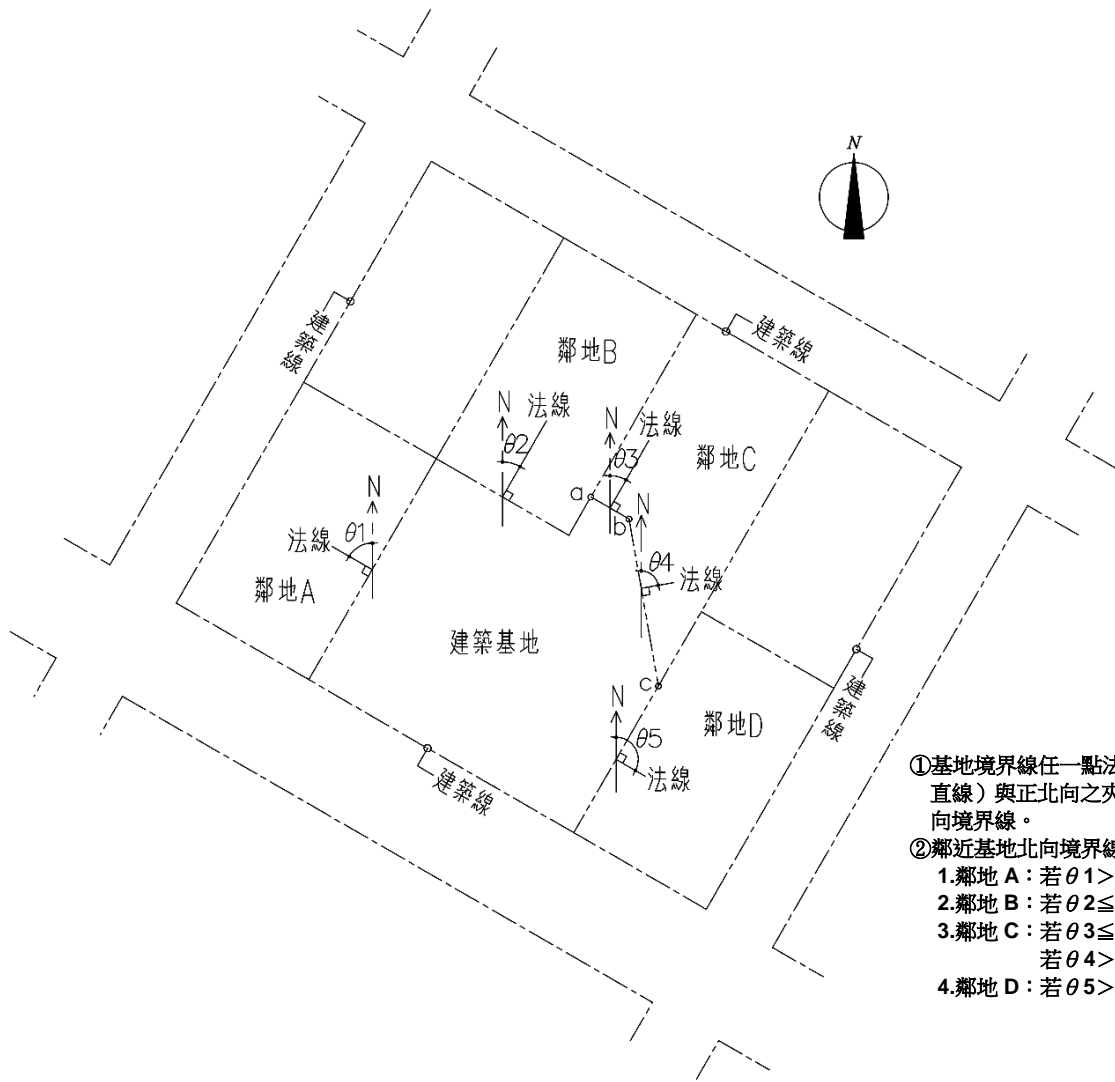 N
建築線
建築線
鄰地B
N
法線
N
法線
θ2
θ3
鄰地C
a
N
b
N
法線
θ1
θ4
法線
鄰地A
建築基地
c
N
鄰地D
建築線
θ5
法線
建築線
①基地境界線任一點法
直線）與正北向之夾
向境界線。
②鄰近基地北向境界線
1.鄰地 A：若θ1＞
2.鄰地 B：若θ2≦
3.鄰地 C：若θ3≦
若θ4＞
4.鄰地 D：若θ5＞